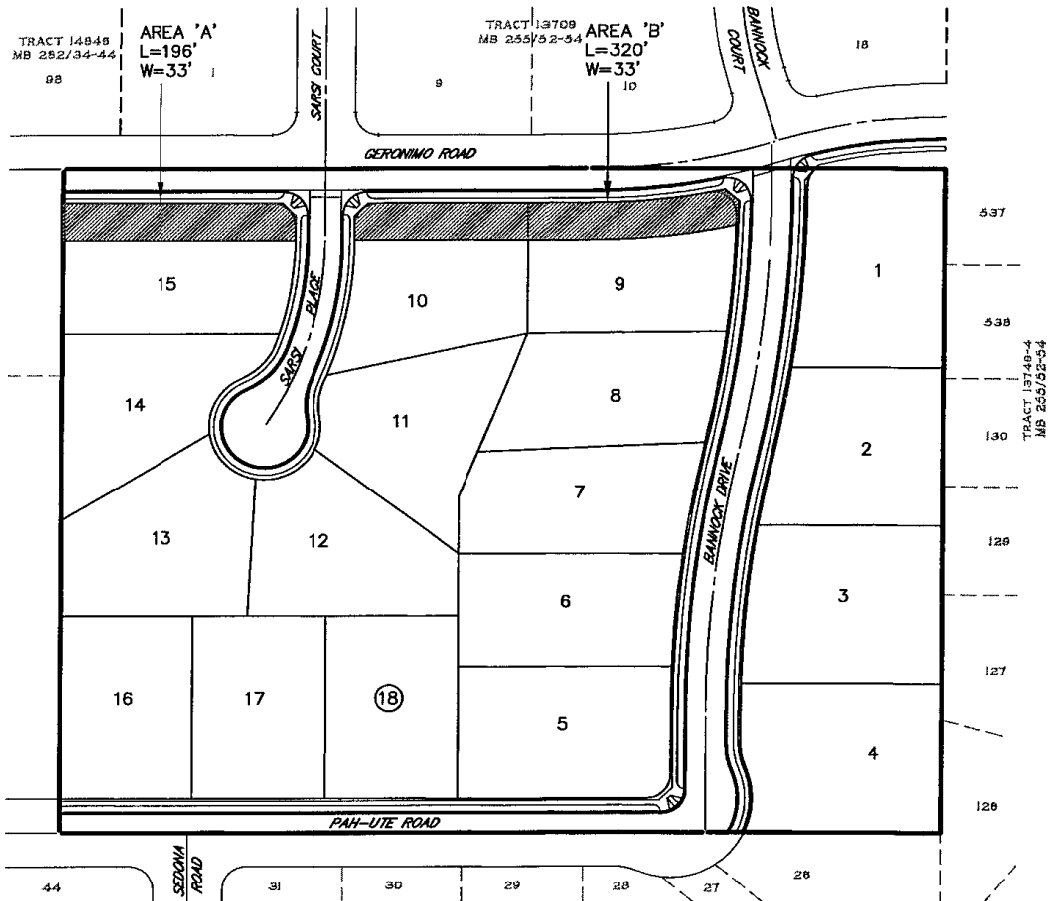 TRACT 14848
MB 282/34-44
98
AREA 'A'
L=196'
W=33'
1
SARSI COURT
9
TRACT 13709
MB 255/52-54
AREA 'B'
L=320'
W=33'
10
BANNOCK
COURT
18
GERONIMO ROAD
15
SARSI PLACE
10
9
1
537
538
TRACT 13748-4
MB 255/52-54
14
11
8
2
130
13
12
7
BANNOCK DRIVE
129
6
3
127
16
17
18
5
4
128
PAH-UTE ROAD
44
SEDONA
ROAD
31
30
29
28
27
26